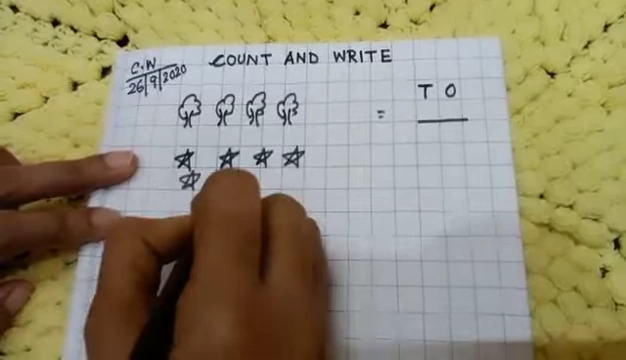 C.W
26|9|2020
COUNT AND WRITE
T O
=